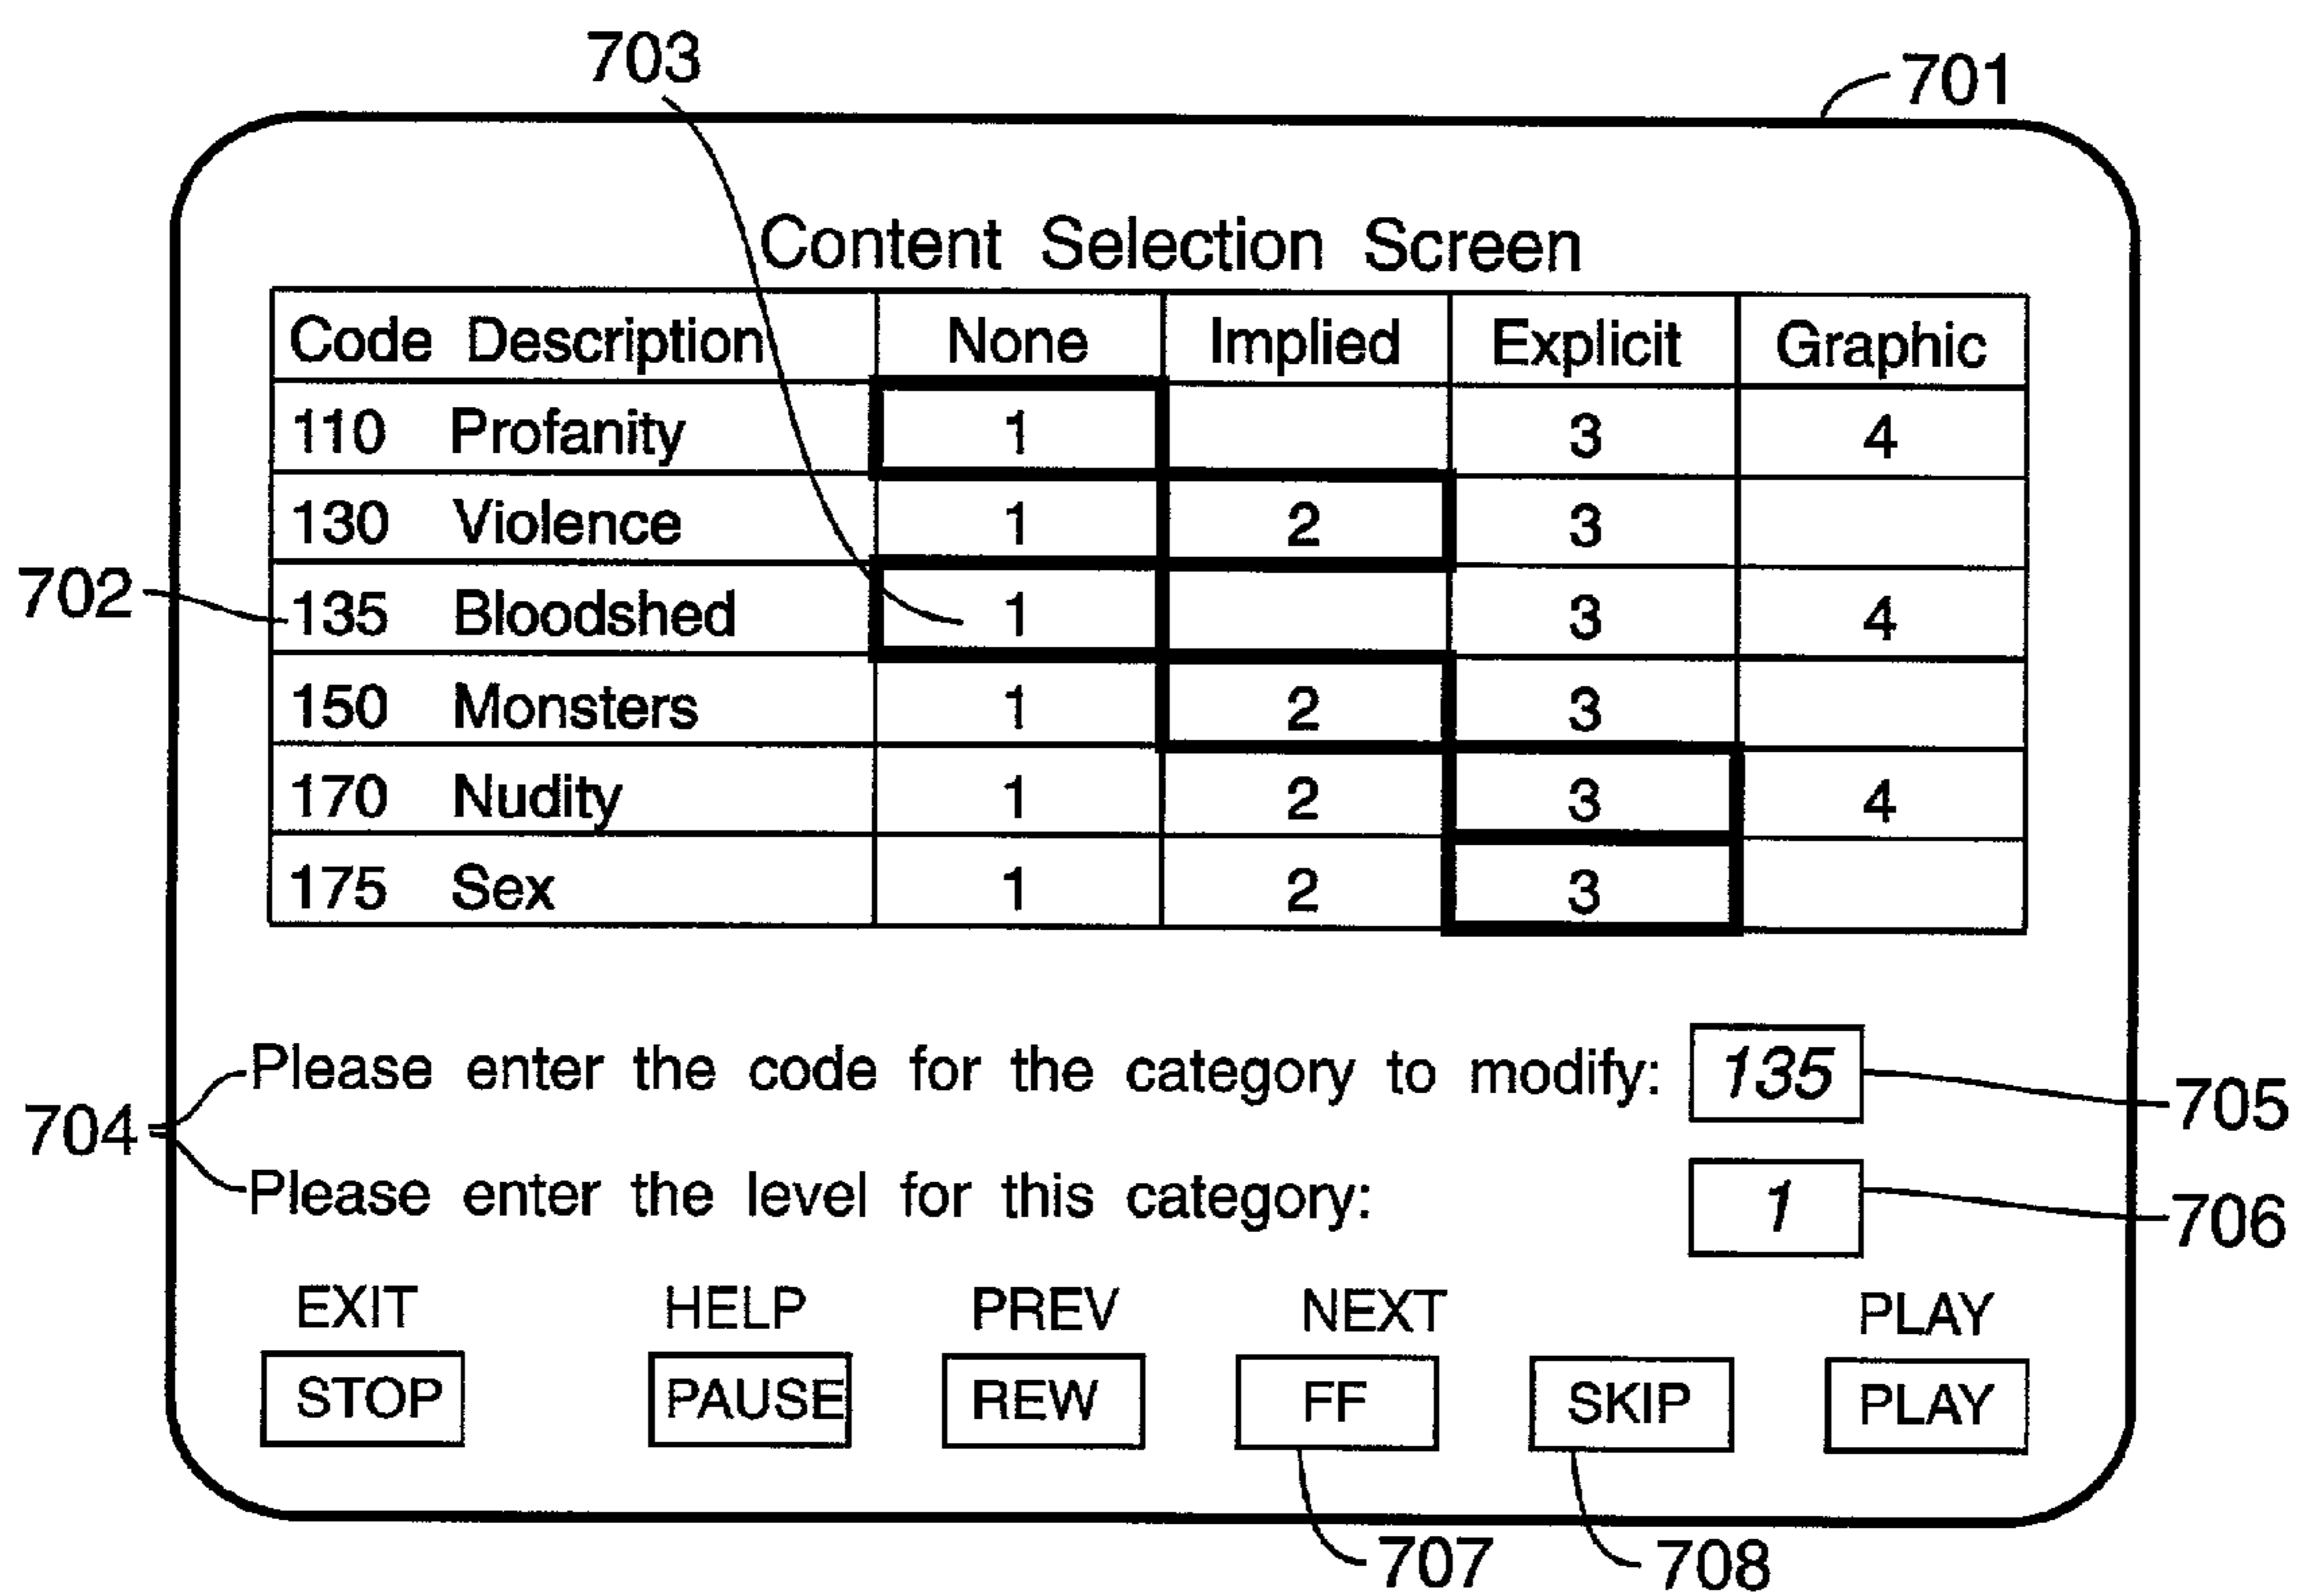 703
701
Content Selection Screen
Code Description None Implied Explicit Graphic
110 Profanity 1 3 4
130 Violence 1 2 3
702
135 Bloodshed 1 3 4
150 Monsters 1 2 3
170 Nudity 1 2 3 4
175 Sex 1 2 3
Please enter the code for the category to modify: 135
704
705
Please enter the level for this category: 1
706
EXIT HELP PREV NEXT PLAY
STOP PAUSE REW FF SKIP PLAY
707 708